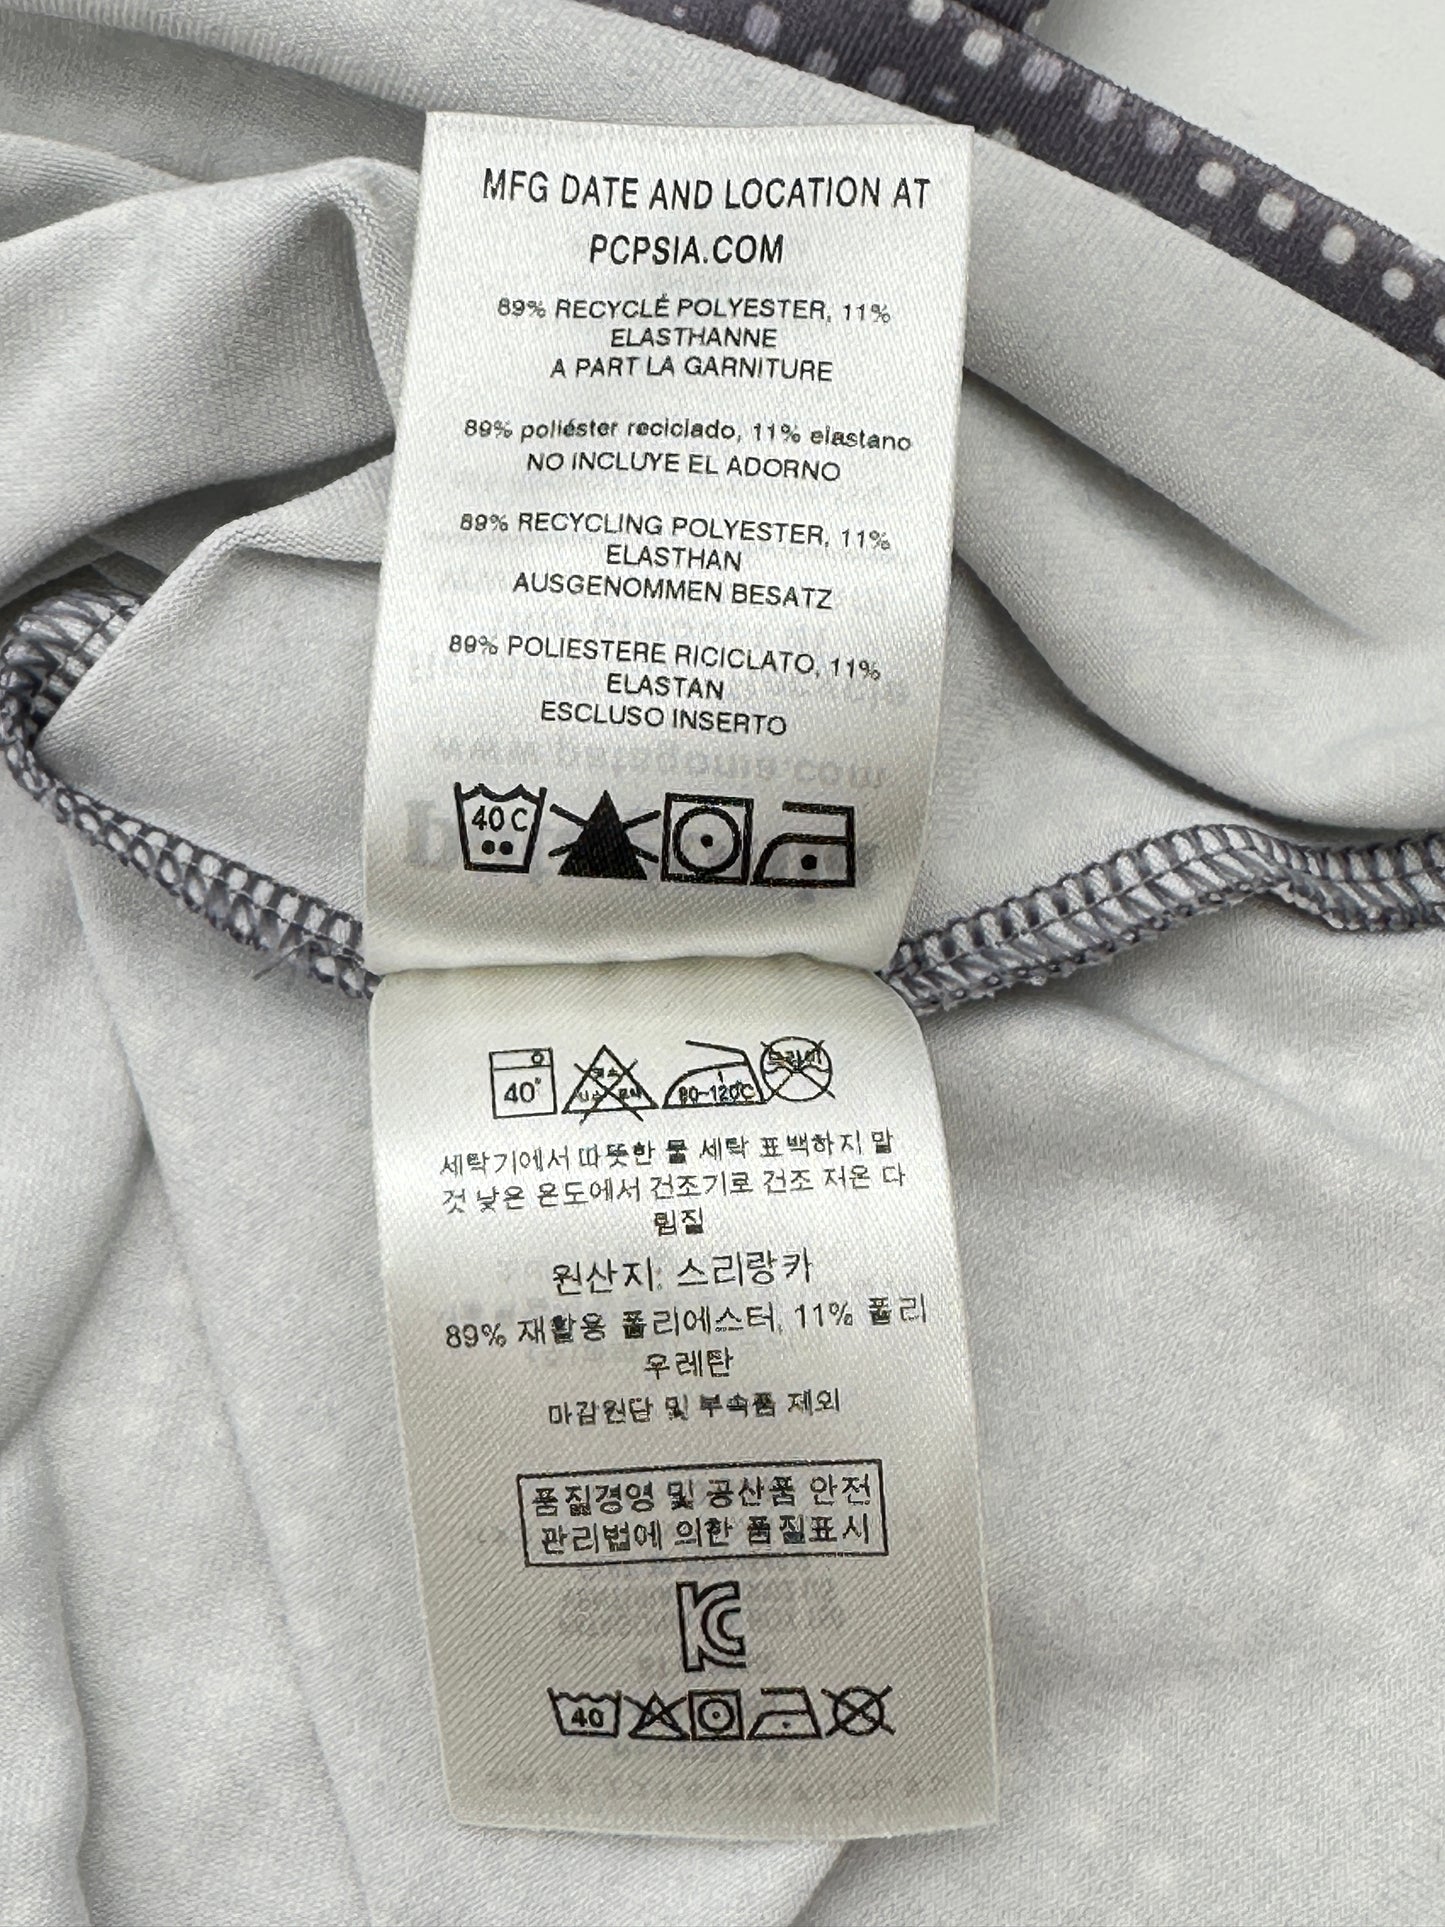 MFG DATE AND LOCATION AT
PCPSIA.COM
89% RECYCLÉ POLYESTER, 11%
ELASTHANNE
A PART LA GARNITURE
89% poliéster reciclado, 11% elastano
NO INCLUYE EL ADORNO
89% RECYCLING POLYESTER, 11%
ELASTHAN
AUSGENOMMEN BESATZ
89% POLIESTERE RICICLATO, 11%
ELASTAN
ESCLUSO INSERTO
40 C
40°
80-120°C
세탁기에서 따뜻한 물 세탁 표백하지 말
것 낮은 온도에서 건조기로 건조 저온 다
림질
원산지: 스리랑카
89% 재활용 폴리에스터, 11% 폴리
우레탄
마감원단 및 부속품 제외
품질경영 및 공산품 안전
관리법에 의한 품질표시
KC
40